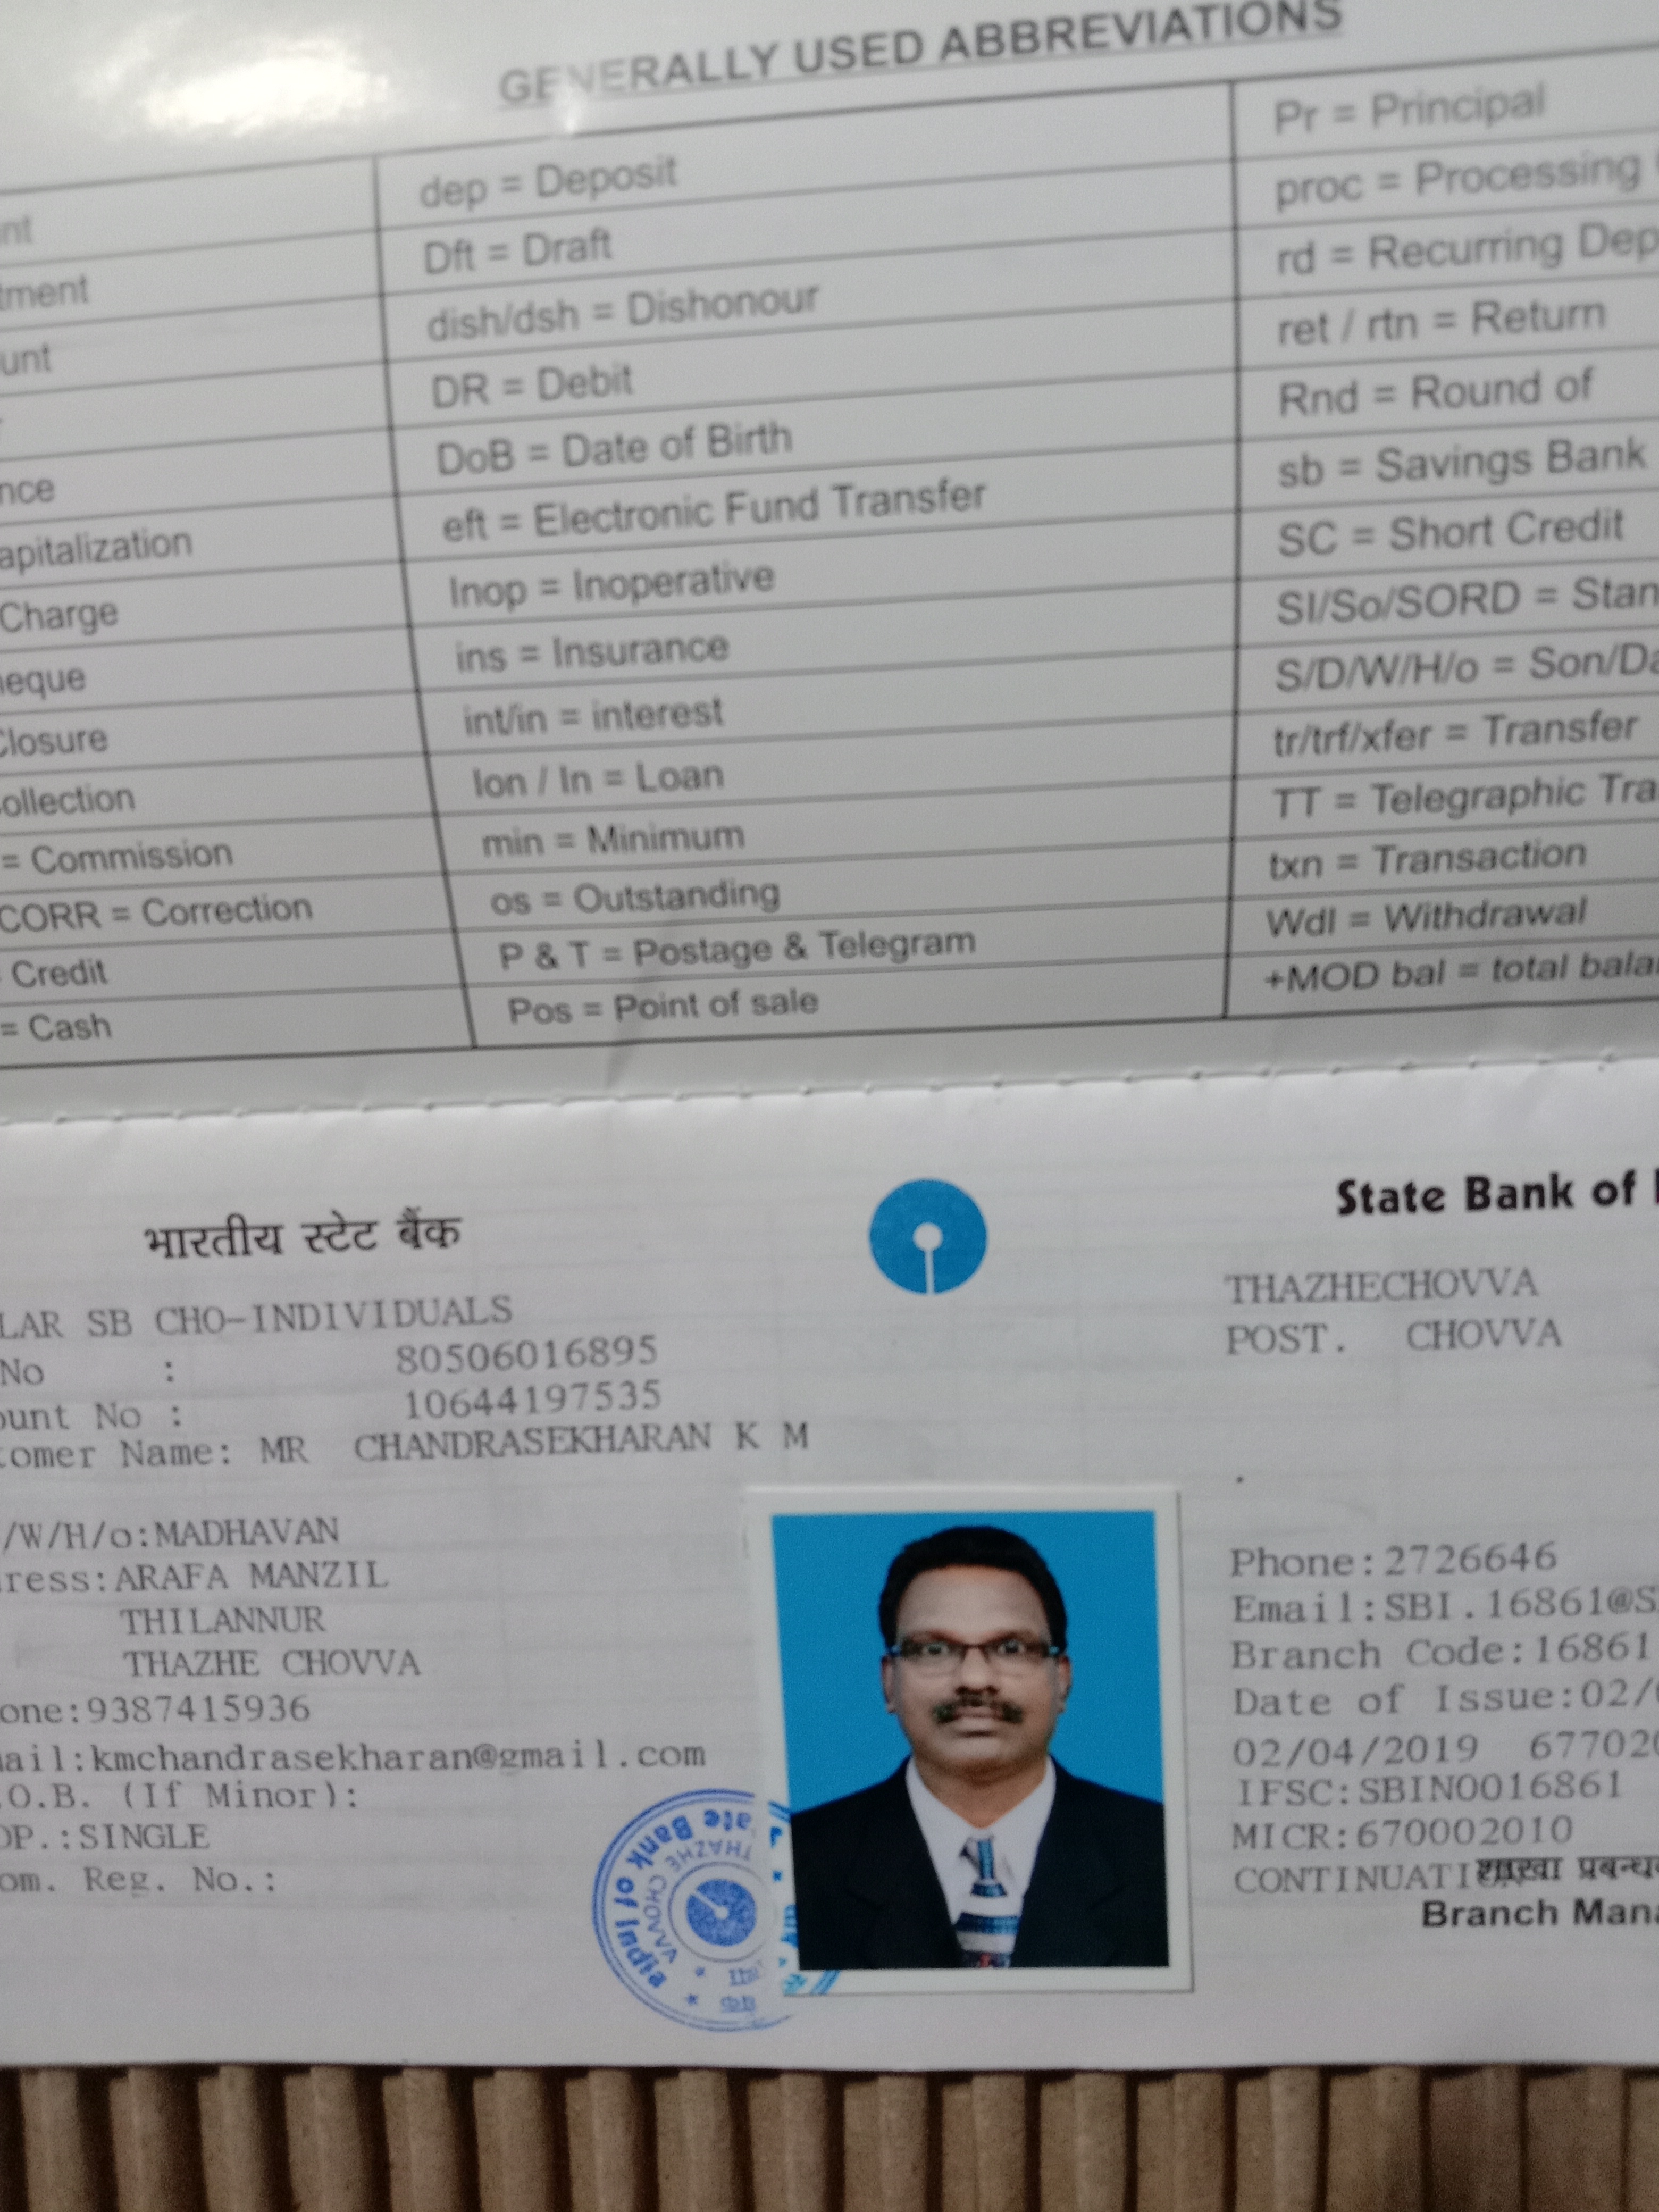 GENERALLY USED ABBREVIATIONS
nt
tment
unt
nce
apitalization
Charge
heque
Closure
ollection
= Commission
CORR = Correction
Credit
= Cash
dep = Deposit
Dft = Draft
dish/dsh = Dishonour
DR = Debit
DoB = Date of Birth
eft = Electronic Fund Transfer
Inop = Inoperative
ins = Insurance
int/in = interest
lon / ln = Loan
min = Minimum
os = Outstanding
P & T = Postage & Telegram
Pos = Point of sale
Pr = Principal
proc = Processing
rd = Recurring Dep
ret / rtn = Return
Rnd = Round of
sb = Savings Bank
SC = Short Credit
SI/So/SORD = Stan
S/D/W/H/o = Son/Da
tr/trf/xfer = Transfer
TT = Telegraphic Tra
txn = Transaction
Wdl = Withdrawal
+MOD bal = total bala
भारतीय स्टेट बैंक
LAR SB CHO-INDIVIDUALS
No : 80506016895
ount No : 10644197535
tomer Name: MR CHANDRASEKHARAN K M
/W/H/o:MADHAVAN
ress:ARAFA MANZIL
THILANNUR
THAZHE CHOVVA
one:9387415936
ail:kmchandrasekharan@gmail.com
.O.B. (If Minor):
OP.:SINGLE
om. Reg. No.:
State Bank of
THAZHECHOVVA
POST. CHOVVA
Phone:2726646
Email:SBI.16861@S
Branch Code:16861
Date of Issue:02/
02/04/2019 67702
IFSC:SBIN0016861
MICR:670002010
CONTINUATI
शाखा प्रबन्ध
Branch Mana
ate Bank of India
THAZHE CHOVVA